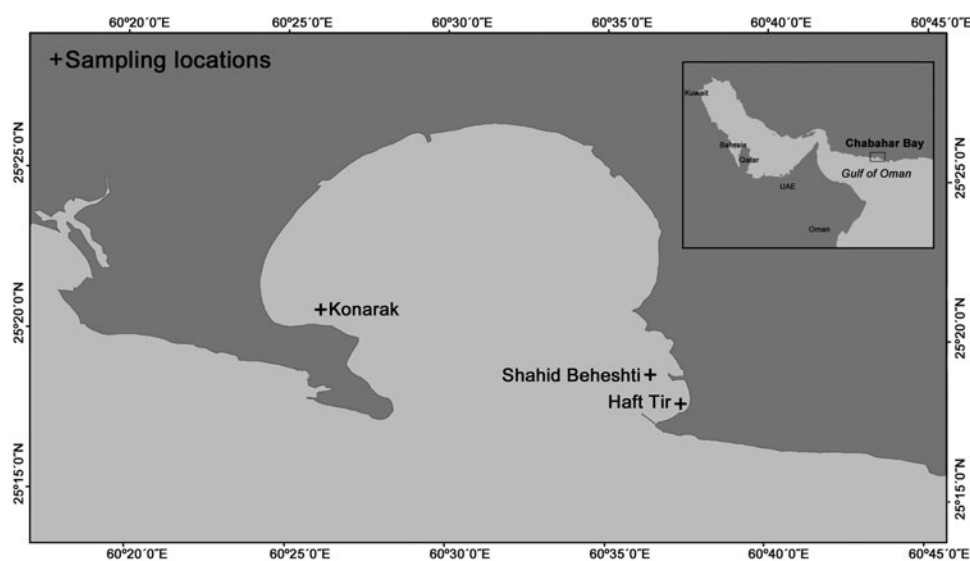 60°20´0"E 60°25´0"E 60°30´0"E 60°35´0"E 60°40´0"E 60°45´0"E
+Sampling locations
Kuwait
Bahrain
Qatar
UAE
Oman
Chabahar Bay
Gulf of Oman
25°25´0"N
25°25´0"N
Konarak
25°20´0"N
25°20´0"N
Shahid Beheshti
Haft Tir
25°15´0"N
25°15´0"N
60°20´0"E 60°25´0"E 60°30´0"E 60°35´0"E 60°40´0"E 60°45´0"E